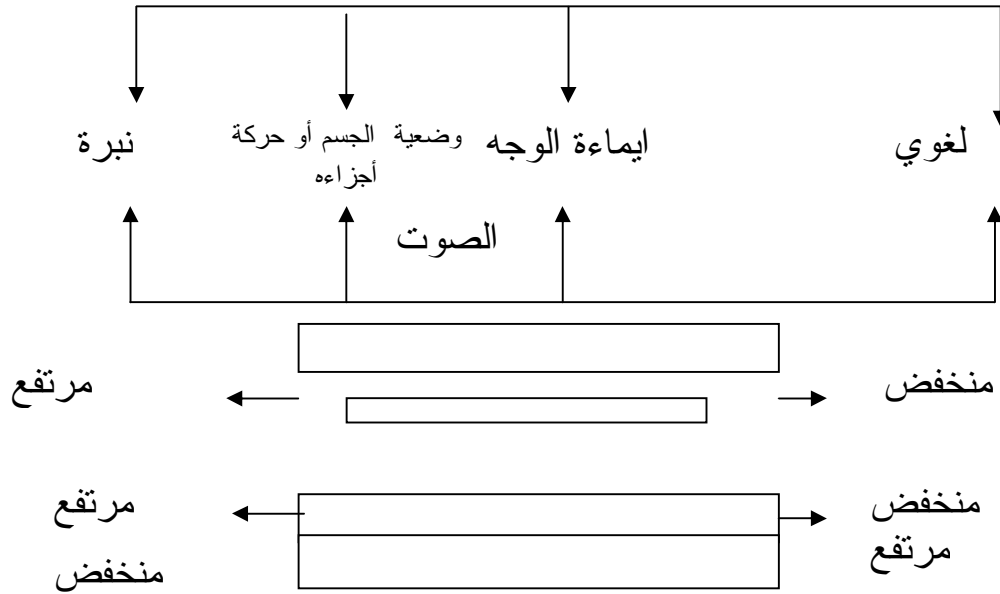 لغوي
ايماءة الوجه
وضعية الجسم أو حركة
أجزاءه
نبرة
الصوت
منخفض
مرتفع
منخفض
مرتفع
مرتفع
منخفض